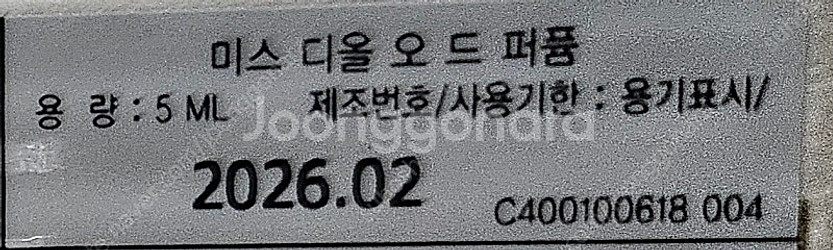 미스 디올 오 드 퍼퓸
용 량 : 5 ML 제조번호/사용기한 : 용기표시/
Joonggonara
2026.02
C400100618 004